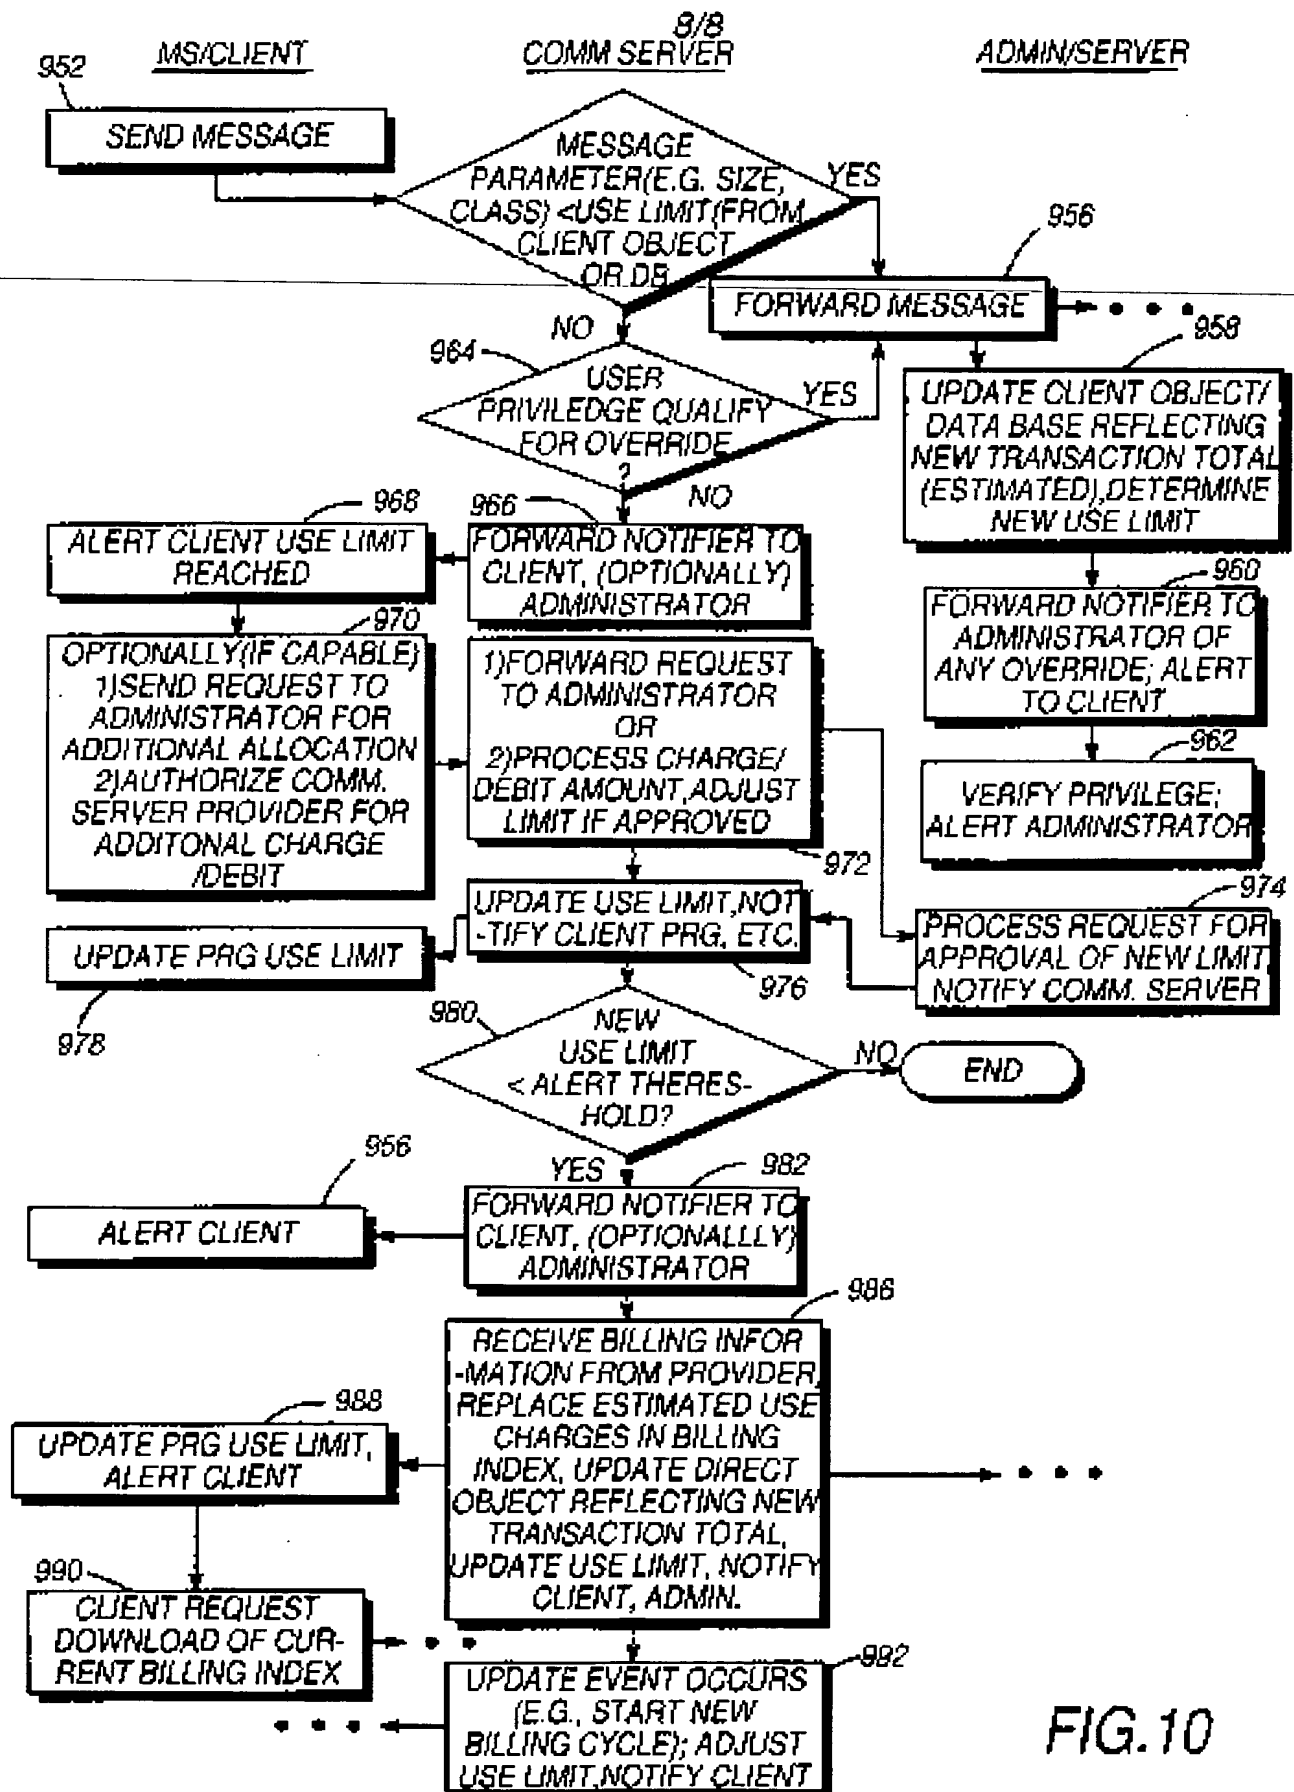 8/8
MS/CLIENT
COMM SERVER
ADMIN/SERVER
952
SEND MESSAGE
MESSAGE
PARAMETER(E.G. SIZE,
CLASS) <USE LIMIT(FROM
CLIENT OBJECT
OR DB
YES
NO
956
FORWARD MESSAGE
964
USER
PRIVILEDGE QUALIFY
FOR OVERRIDE
?
YES
NO
958
UPDATE CLIENT OBJECT/
DATA BASE REFLECTING
NEW TRANSACTION TOTAL
(ESTIMATED),DETERMINE
NEW USE LIMIT
968
ALERT CLIENT USE LIMIT
REACHED
966
FORWARD NOTIFIER TO
CLIENT, (OPTIONALLY)
ADMINISTRATOR
960
FORWARD NOTIFIER TO
ADMINISTRATOR OF
ANY OVERRIDE; ALERT
TO CLIENT
970
OPTIONALLY(IF CAPABLE)
1)SEND REQUEST TO
ADMINISTRATOR FOR
ADDITIONAL ALLOCATION
2)AUTHORIZE COMM.
SERVER PROVIDER FOR
ADDITONAL CHARGE
/DEBIT
1)FORWARD REQUEST
TO ADMINISTRATOR
OR
2)PROCESS CHARGE/
DEBIT AMOUNT,ADJUST
LIMIT IF APPROVED
972
962
VERIFY PRIVILEGE;
ALERT ADMINISTRATOR
974
PROCESS REQUEST FOR
APPROVAL OF NEW LIMIT
NOTIFY COMM. SERVER
UPDATE USE LIMIT,NOT
-TIFY CLIENT PRG, ETC.
976
UPDATE PRG USE LIMIT
978
980
NEW
USE LIMIT
< ALERT THERES-
HOLD?
NO
END
YES
956
ALERT CLIENT
982
FORWARD NOTIFIER TO
CLIENT, (OPTIONALLLY)
ADMINISTRATOR
986
RECEIVE BILLING INFOR
-MATION FROM PROVIDER,
REPLACE ESTIMATED USE
CHARGES IN BILLING
INDEX, UPDATE DIRECT
OBJECT REFLECTING NEW
TRANSACTION TOTAL,
UPDATE USE LIMIT, NOTIFY
CLIENT, ADMIN.
988
UPDATE PRG USE LIMIT,
ALERT CLIENT
990
CLIENT REQUEST
DOWNLOAD OF CUR-
RENT BILLING INDEX
992
UPDATE EVENT OCCURS
(E.G., START NEW
BILLING CYCLE); ADJUST
USE LIMIT,NOTIFY CLIENT
FIG.10